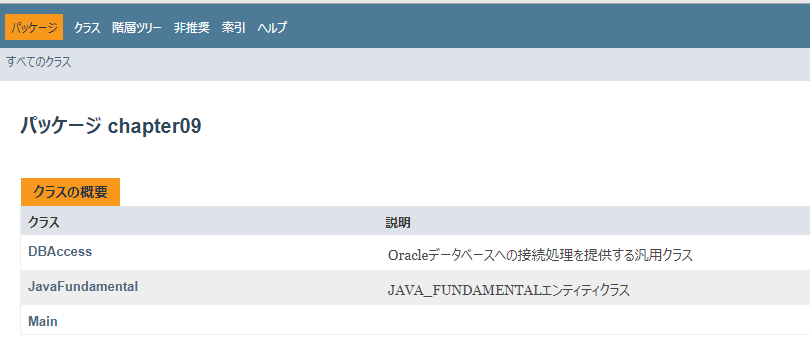 パッケージ クラス 階層ツリー 非推奨 索引 ヘルプ
すべてのクラス
パッケージ chapter09
クラスの概要
クラス 説明
DBAccess Oracleデータベースへの接続処理を提供する汎用クラス
JavaFundamental JAVA_FUNDAMENTALエンティティクラス
Main